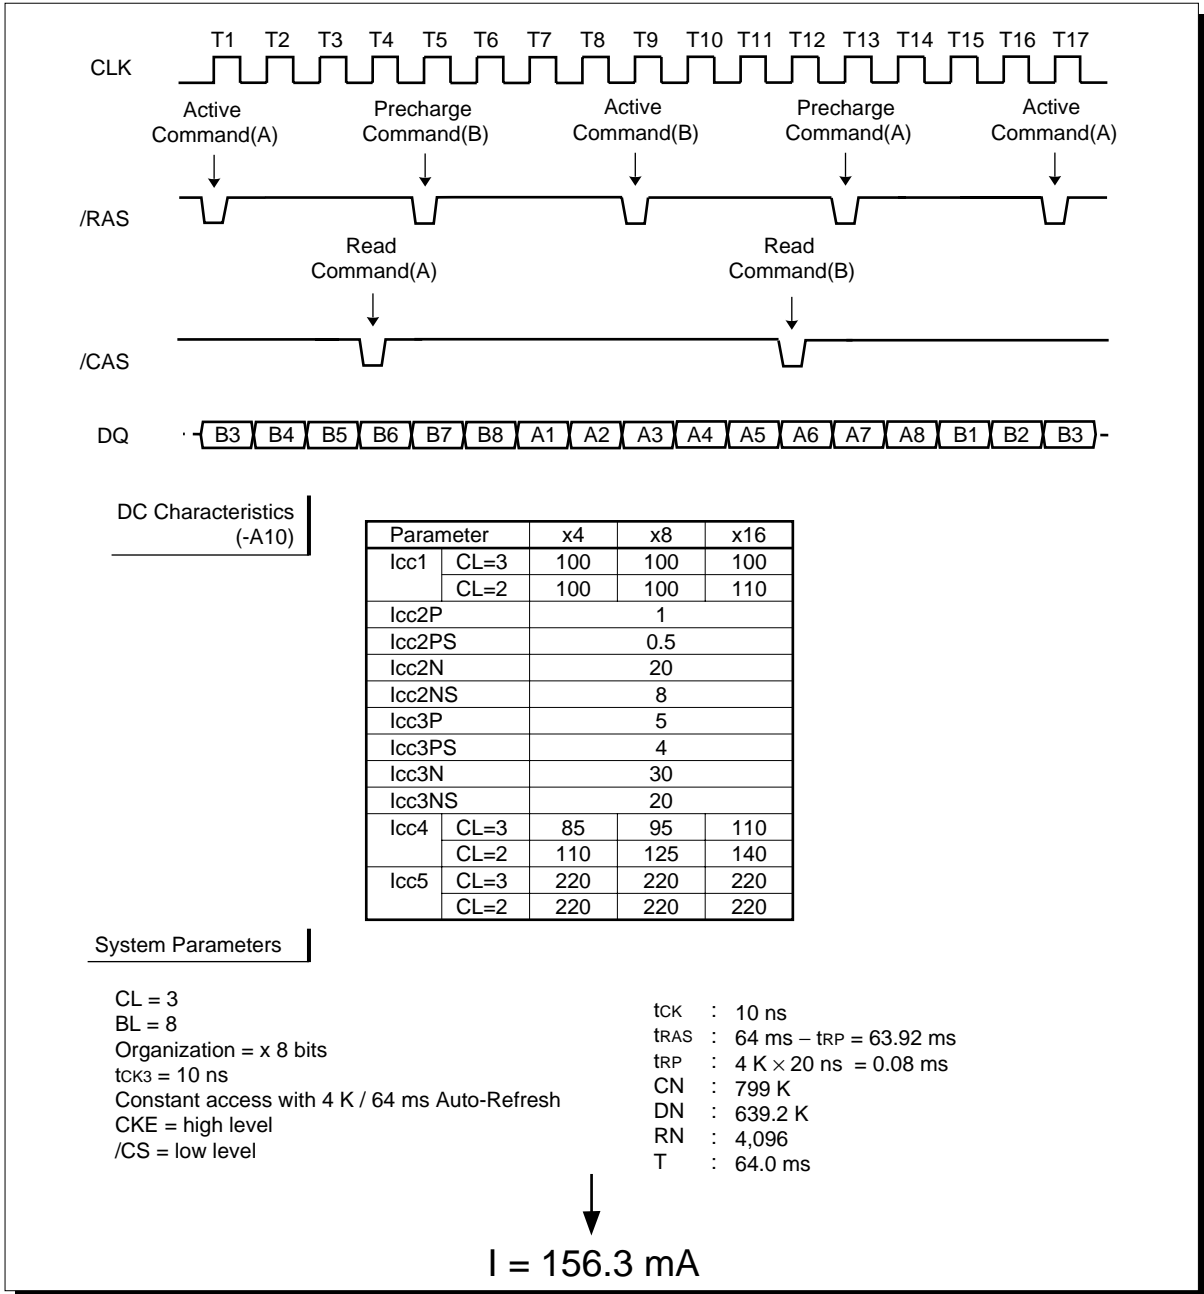 T1 T2 T3 T4 T5 T6 T7 T8 T9 T10 T11 T12 T13 T14 T15 T16 T17
CLK
Active Command(A)
Precharge Command(B)
Active Command(B)
Precharge Command(A)
Active Command(A)
/RAS
Read Command(A)
Read Command(B)
/CAS
DQ B3 B4 B5 B6 B7 B8 A1 A2 A3 A4 A5 A6 A7 A8 B1 B2 B3
DC Characteristics
(-A10)
Parameter x4 x8 x16
Icc1 CL=3 100 100 100
CL=2 100 100 110
Icc2P 1
Icc2PS 0.5
Icc2N 20
Icc2NS 8
Icc3P 5
Icc3PS 4
Icc3N 30
Icc3NS 20
Icc4 CL=3 85 95 110
CL=2 110 125 140
Icc5 CL=3 220 220 220
CL=2 220 220 220
System Parameters
CL = 3
BL = 8
Organization = x 8 bits
tCK3 = 10 ns
Constant access with 4 K / 64 ms Auto-Refresh
CKE = high level
/CS = low level
tCK : 10 ns
tRAS : 64 ms – tRP = 63.92 ms
tRP : 4 K × 20 ns = 0.08 ms
CN : 799 K
DN : 639.2 K
RN : 4,096
T : 64.0 ms
I = 156.3 mA